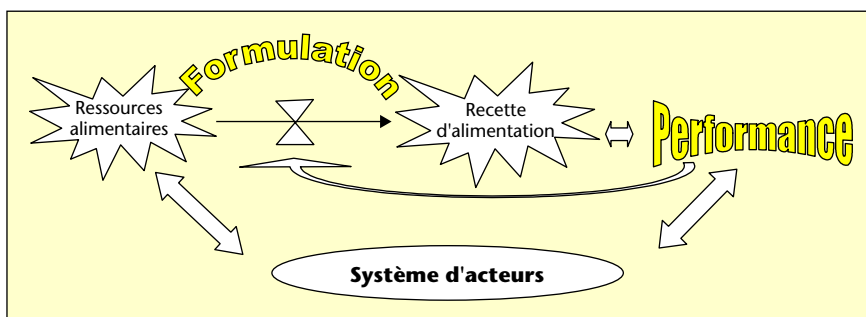 Formulation
Ressources
alimentaires
Recette
d'alimentation
Performance
Système d'acteurs